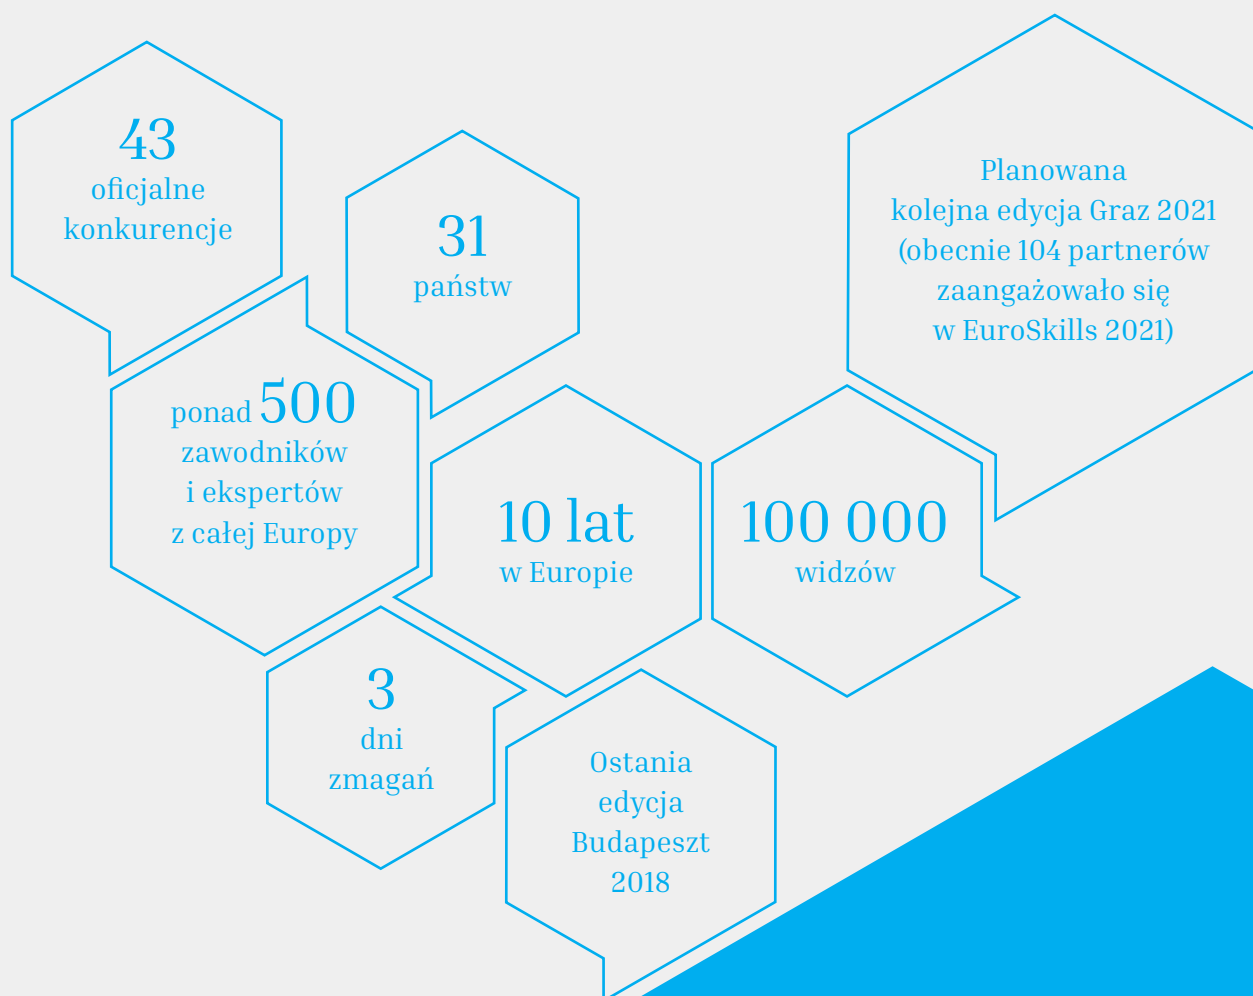 43
oficjalne
konkurencje
31
państw
Planowana
kolejna edycja Graz 2021
(obecnie 104 partnerów
zaangażowało się
w EuroSkills 2021)
ponad 500
zawodników
i ekspertów
z całej Europy
10 lat
w Europie
100 000
widzów
3
dni
zmagań
Ostania
edycja
Budapeszt
2018